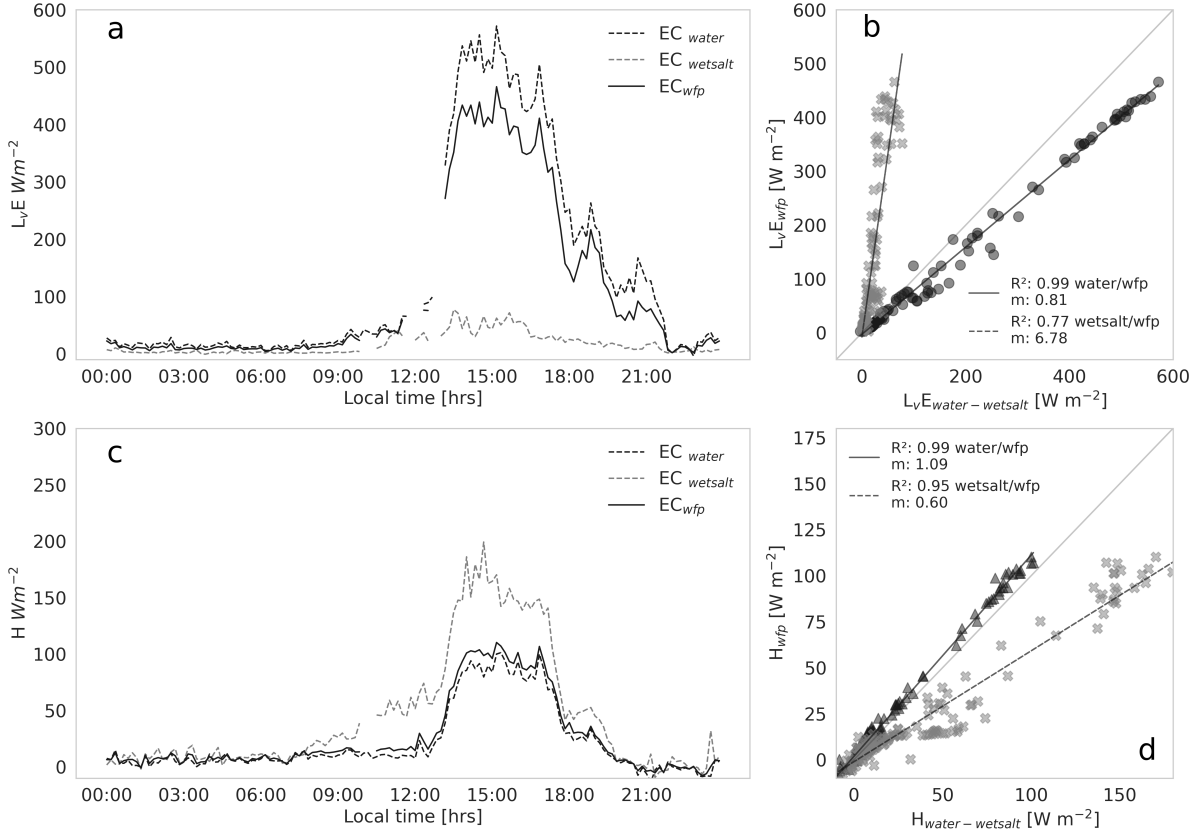 a
600
500
400
300
200
100
0
LᵥE Wm⁻²
EC water
EC wetsalt
ECwfp
00:00 03:00 06:00 09:00 12:00 15:00 18:00 21:00
Local time [hrs]
b
600
500
400
300
200
100
0
LᵥEwfp [W m⁻²]
R²: 0.99 water/wfp
m: 0.81
R²: 0.77 wetsalt/wfp
m: 6.78
0 200 400 600
LᵥEwater−wetsalt [W m⁻²]
c
300
250
200
150
100
50
0
H Wm⁻²
EC water
EC wetsalt
ECwfp
00:00 03:00 06:00 09:00 12:00 15:00 18:00 21:00
Local time [hrs]
175
150
125
100
75
50
25
0
Hwfp [W m⁻²]
R²: 0.99 water/wfp
m: 1.09
R²: 0.95 wetsalt/wfp
m: 0.60
d
0 50 100 150
Hwater−wetsalt [W m⁻²]